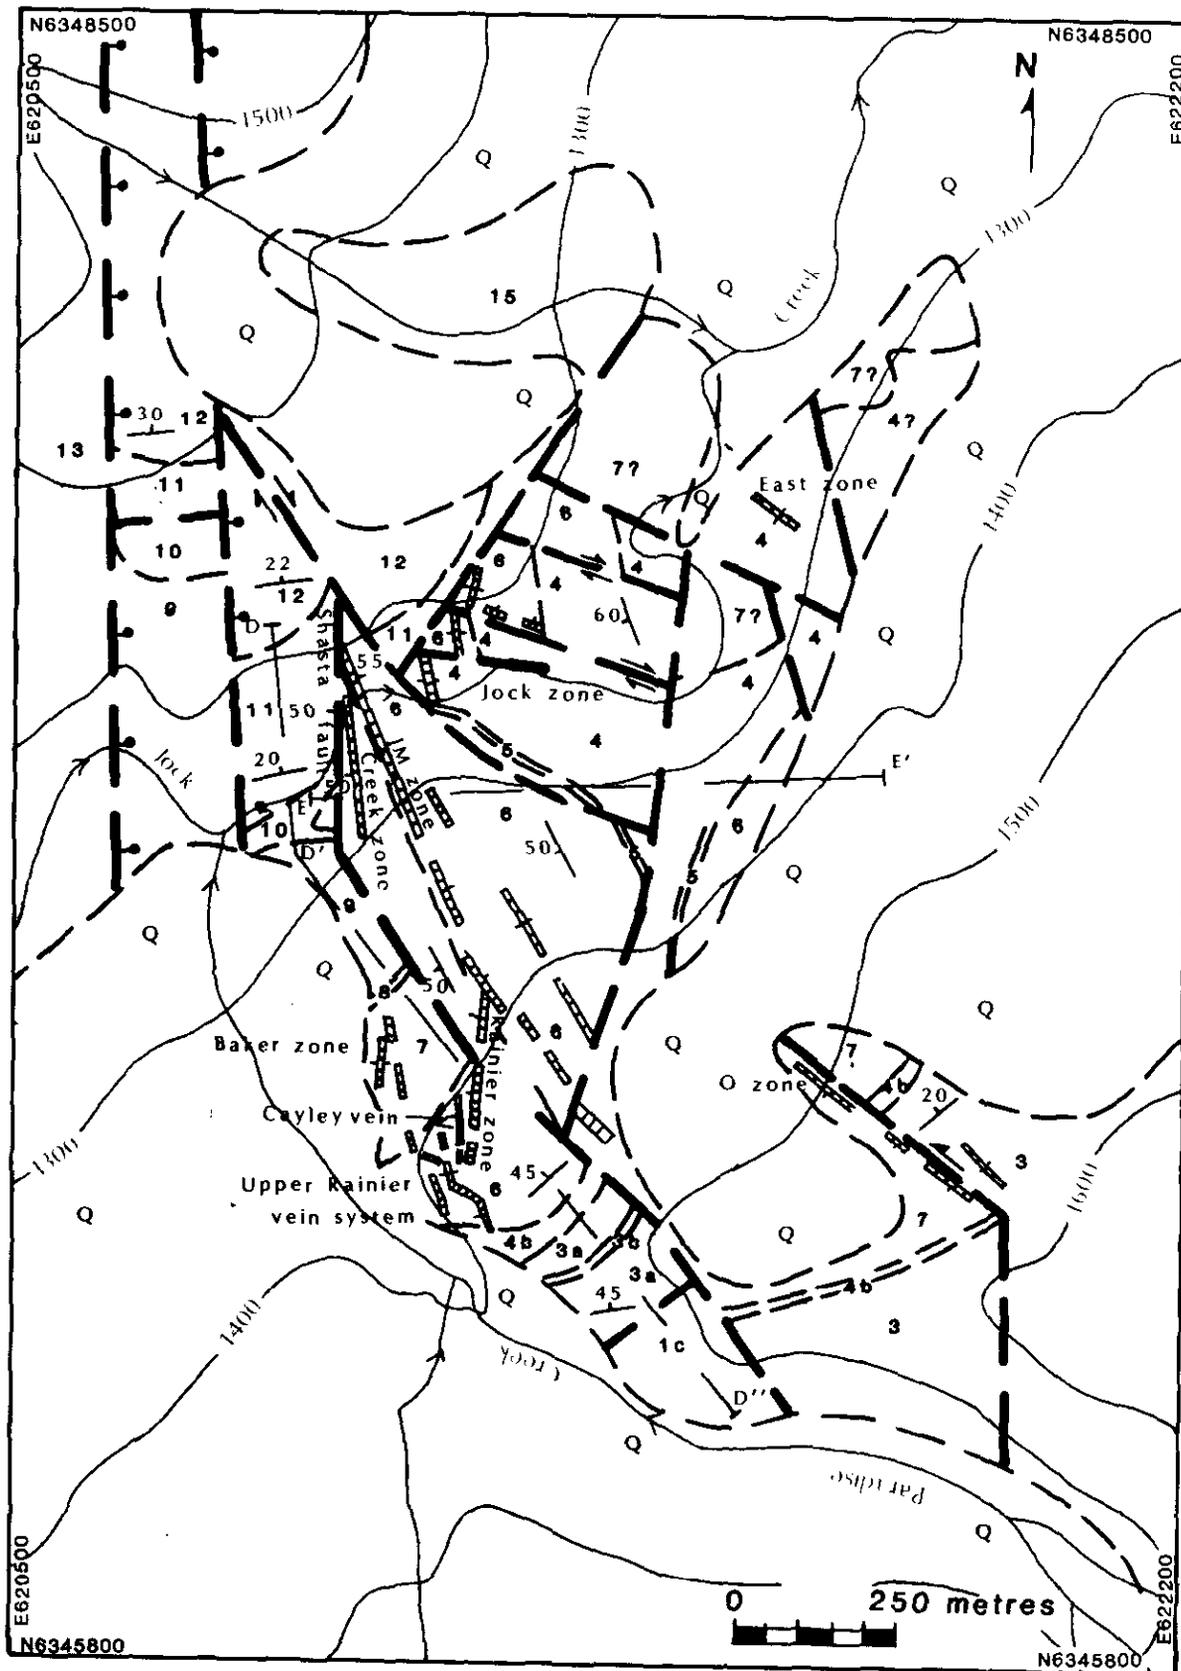 N6348500
N6348500
E620500
E622200
N
1500
1300
Q
Q
1300
15
Q
Creek
Q
7?
Q
4?
30
12
13
Q
7?
East zone
1400
11
6
Q
4
10
22
12
6
4
4
12
9
60
7?
4
Q
D
11
6
4
Shasta fault
55
4
4
Jock zone
11
50
6
JM zone
4
5
Jock
20
E
E'
Creek zone
6
6
1500
10
50
D'
5
Q
9
Q
Q
8
50
Q
Q
Baker zone
7
Rainier zone
6
O zone
7
4b
20
Cayley vein
1300
45
3
Upper Rainier
vein system
6
1600
Q
4b
3a
3b
7
Q
3a
4b
Q
45
3
1400
1c
Creek
D''
Q
Paradise
Q
E620500
0 250 metres
E622200
N6345800
N6345800